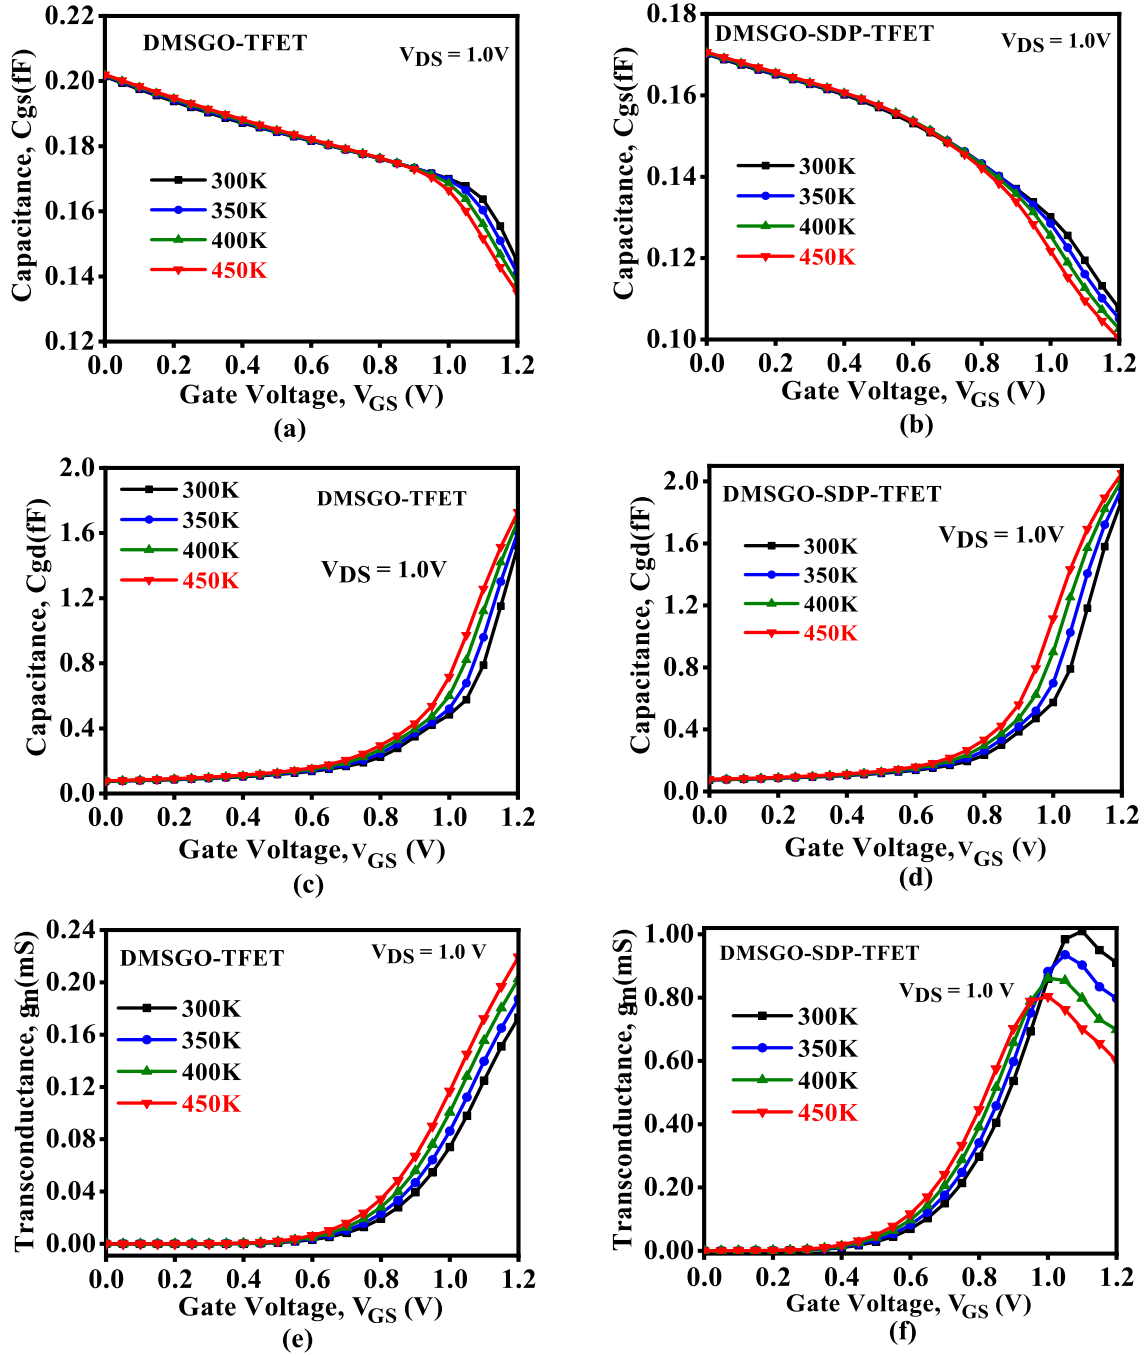 0.22
0.20
0.18
0.16
0.14
0.12
Capacitance, Cgs(fF)
DMSGO-TFET
VDS = 1.0V
300K
350K
400K
450K
0.0 0.2 0.4 0.6 0.8 1.0 1.2
Gate Voltage, VGS (V)
(a)
0.18
0.16
0.14
0.12
0.10
Capacitance, Cgs(fF)
DMSGO-SDP-TFET
VDS = 1.0V
300K
350K
400K
450K
0.0 0.2 0.4 0.6 0.8 1.0 1.2
Gate Voltage, VGS (V)
(b)
2.0
1.6
1.2
0.8
0.4
0.0
Capacitance, Cgd(fF)
300K
350K
400K
450K
DMSGO-TFET
VDS = 1.0V
0.0 0.2 0.4 0.6 0.8 1.0 1.2
Gate Voltage, VGS (V)
(c)
2.0
1.6
1.2
0.8
0.4
0.0
Capacitance, Cgd(fF)
DMSGO-SDP-TFET
VDS = 1.0V
300K
350K
400K
450K
0.0 0.2 0.4 0.6 0.8 1.0 1.2
Gate Voltage, VGS (V)
(d)
0.24
0.20
0.16
0.12
0.08
0.04
0.00
Transconductance, gm(mS)
DMSGO-TFET
VDS = 1.0 V
300K
350K
400K
450K
0.0 0.2 0.4 0.6 0.8 1.0 1.2
Gate Voltage, VGS (V)
(e)
1.00
0.80
0.60
0.40
0.20
0.00
Transconductance, gm(mS)
DMSGO-SDP-TFET
VDS = 1.0 V
300K
350K
400K
450K
0.0 0.2 0.4 0.6 0.8 1.0 1.2
Gate Voltage, VGS (V)
(f)